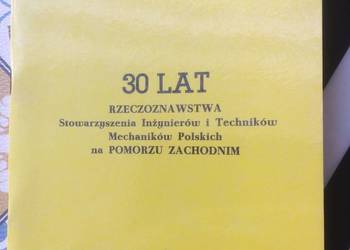 30 LAT
RZECZOZNAWSTWA
Stowarzyszenia Inżynierów i Techników
Mechaników Polskich
na POMORZU ZACHODNIM